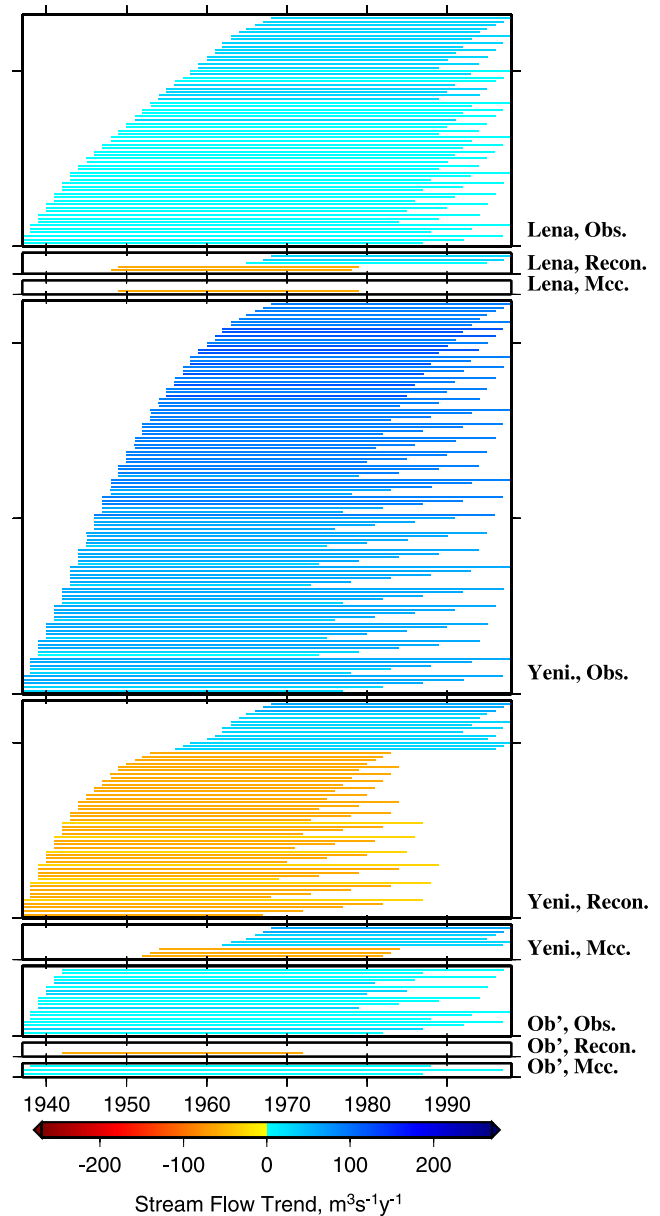 Lena, Obs.
Lena, Recon.
Lena, Mcc.
Yeni., Obs.
Yeni., Recon.
Yeni., Mcc.
Ob’, Obs.
Ob’, Recon.
Ob’, Mcc.
1940 1950 1960 1970 1980 1990
-200 -100 0 100 200
Stream Flow Trend, m³s⁻¹y⁻¹